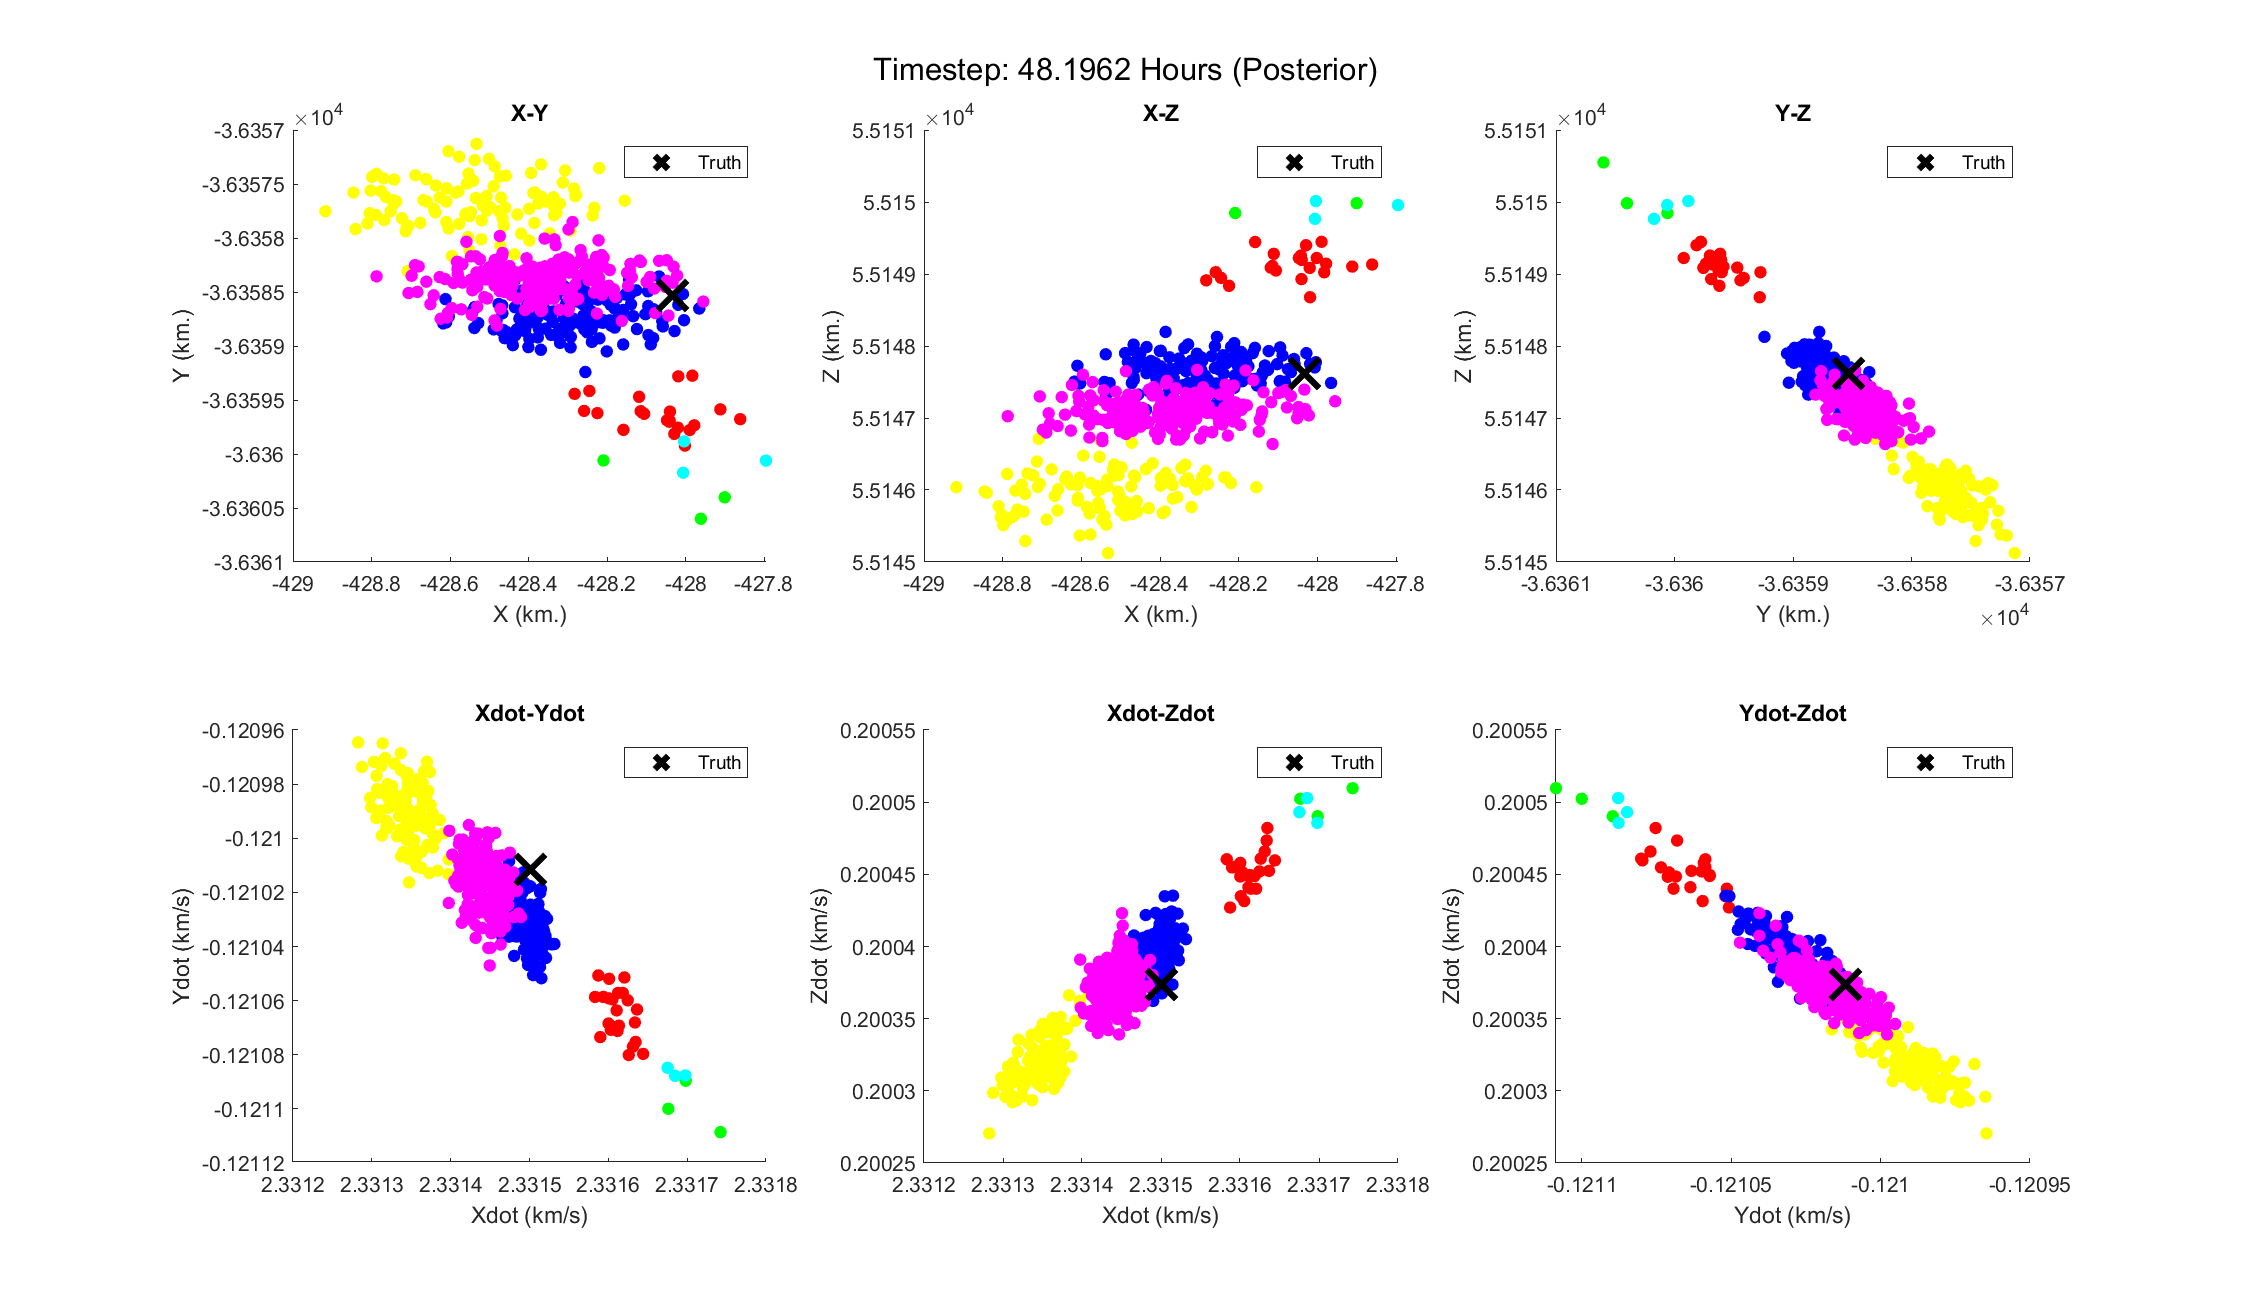 Timestep: 48.1962 Hours (Posterior)
X-Y
×10^4
-3.6357
-3.63575
-3.6358
-3.63585
-3.6359
-3.63595
-3.636
-3.63605
-3.6361
Y (km.)
-429 -428.8 -428.6 -428.4 -428.2 -428 -427.8
X (km.)
Truth
X-Z
×10^4
5.5151
5.515
5.5149
5.5148
5.5147
5.5146
5.5145
Z (km.)
-429 -428.8 -428.6 -428.4 -428.2 -428 -427.8
X (km.)
Truth
Y-Z
×10^4
5.5151
5.515
5.5149
5.5148
5.5147
5.5146
5.5145
Z (km.)
-3.6361 -3.636 -3.6359 -3.6358 -3.6357
Y (km.)
×10^4
Truth
Xdot-Ydot
-0.12096
-0.12098
-0.121
-0.12102
-0.12104
-0.12106
-0.12108
-0.1211
-0.12112
Ydot (km/s)
2.3312 2.3313 2.3314 2.3315 2.3316 2.3317 2.3318
Xdot (km/s)
Truth
Xdot-Zdot
0.20055
0.2005
0.20045
0.2004
0.20035
0.2003
0.20025
Zdot (km/s)
2.3312 2.3313 2.3314 2.3315 2.3316 2.3317 2.3318
Xdot (km/s)
Truth
Ydot-Zdot
0.20055
0.2005
0.20045
0.2004
0.20035
0.2003
0.20025
Zdot (km/s)
-0.1211 -0.12105 -0.121 -0.12095
Ydot (km/s)
Truth